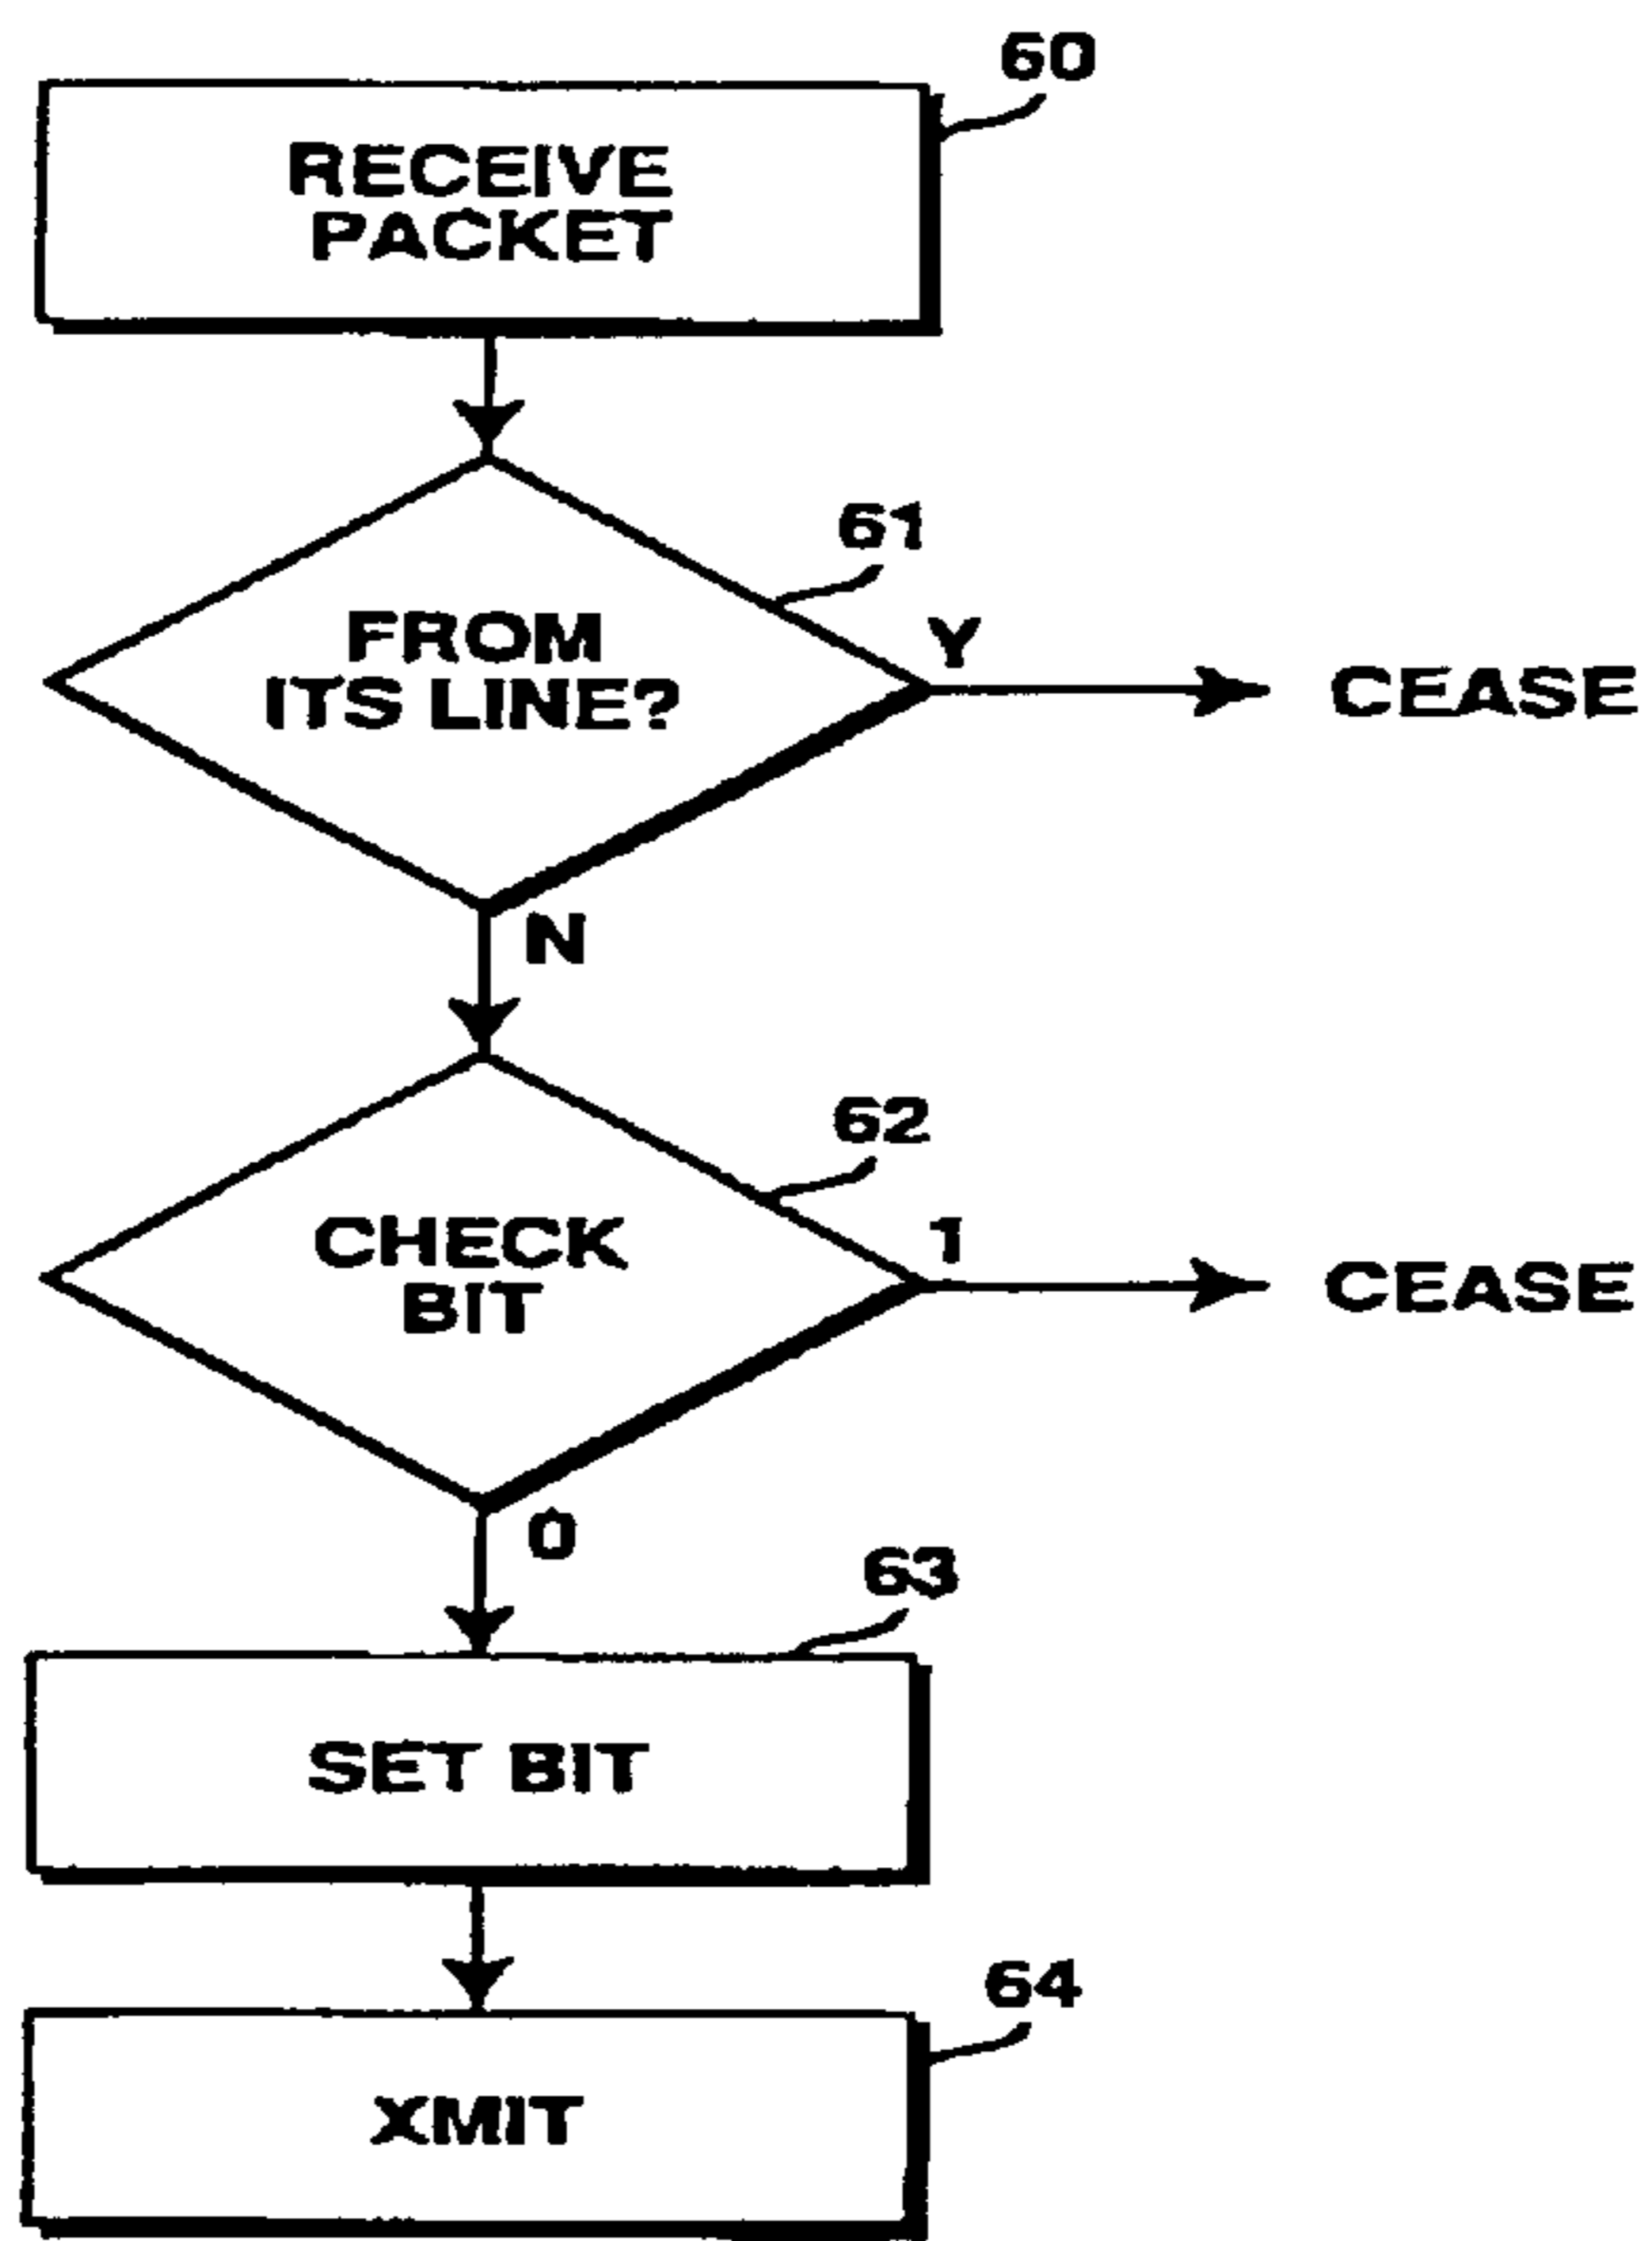 60
RECEIVE
PACKET
61
FROM
ITS LINE?
Y
CEASE
N
62
CHECK
BIT
1
CEASE
0
63
SET BIT
64
XMIT